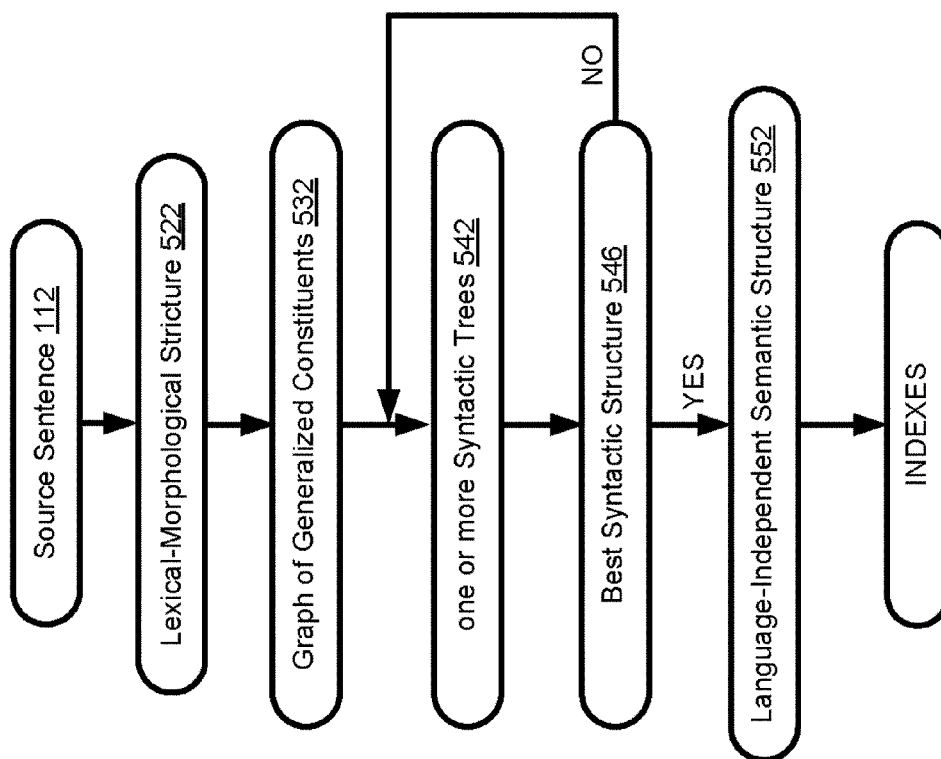 Source Sentence 112
Lexical-Morphological Stricture 522
Graph of Generalized Constituents 532
one or more Syntactic Trees 542
Best Syntactic Structure 546
NO
YES
Language-Independent Semantic Structure 552
INDEXES